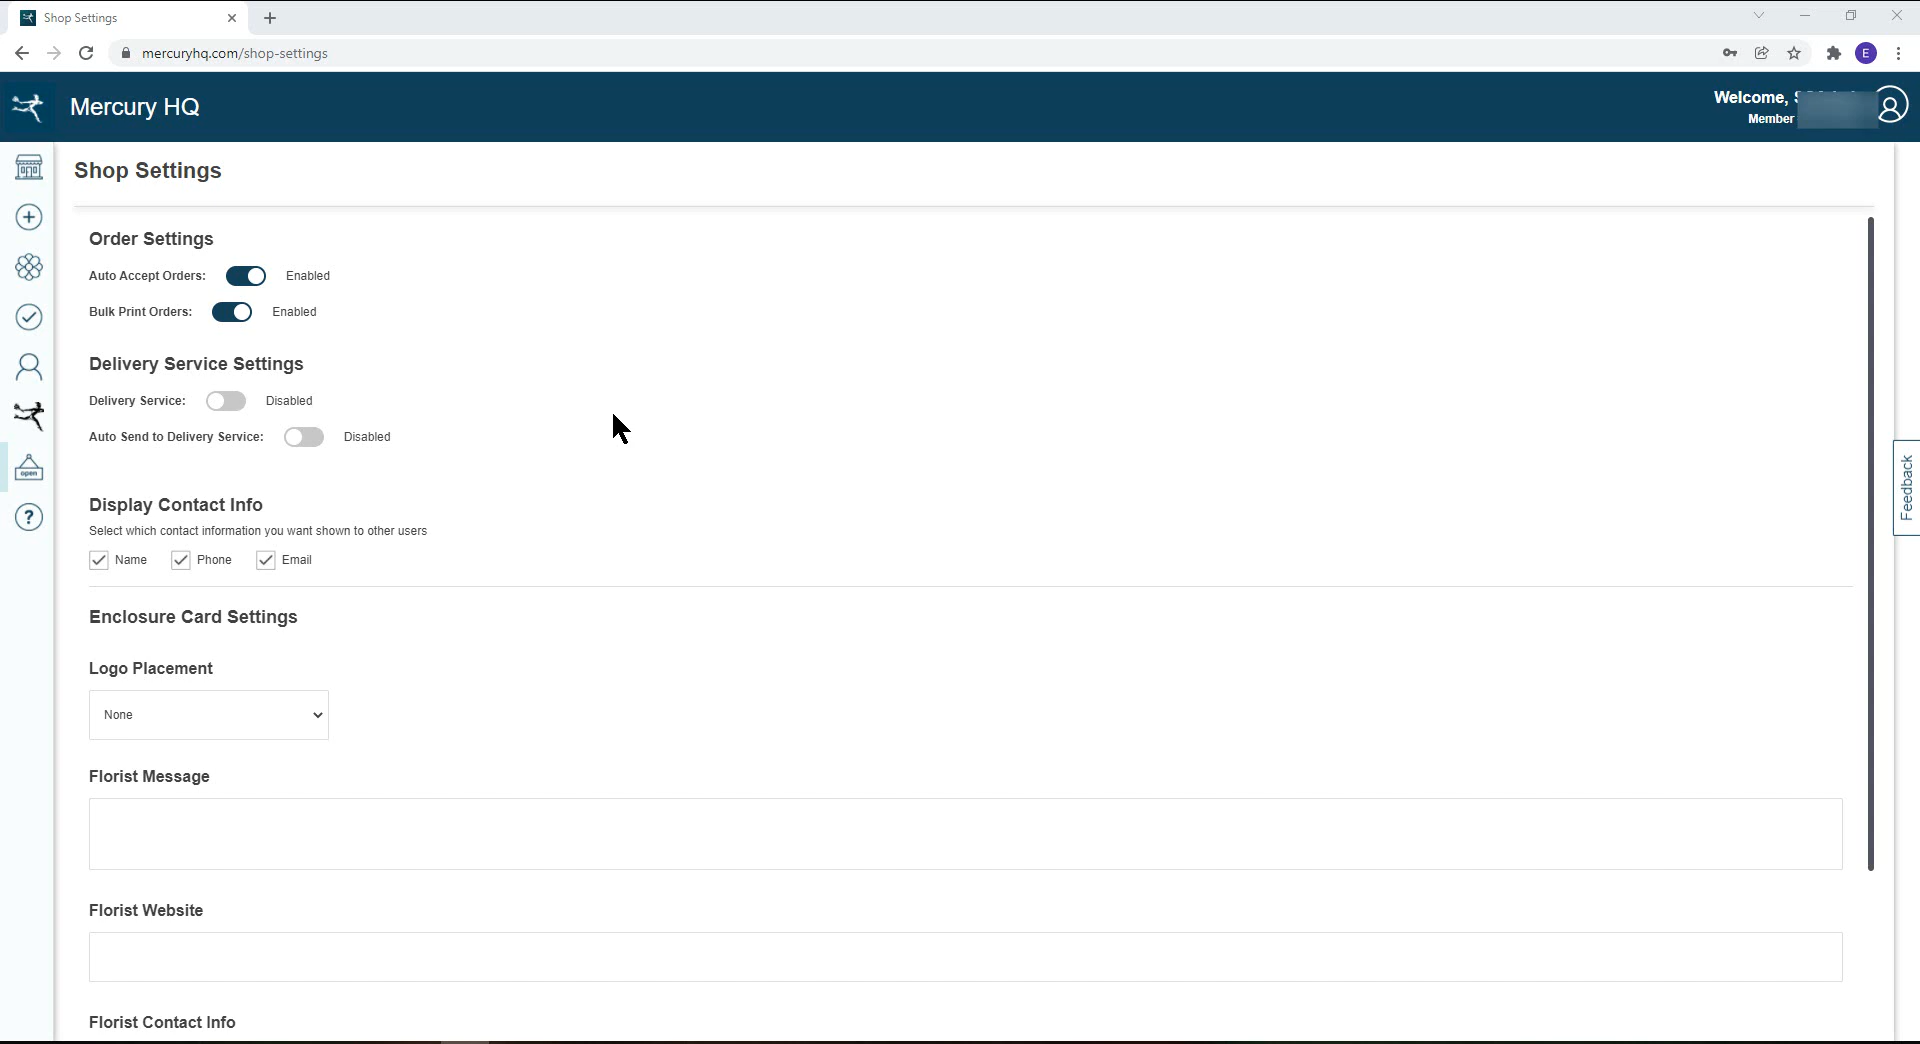 Shop Settings
mercuryhq.com/shop-settings
E
Mercury HQ
Welcome,
Member
Shop Settings
Order Settings
Auto Accept Orders: Enabled
Bulk Print Orders: Enabled
Delivery Service Settings
Delivery Service: Disabled
Auto Send to Delivery Service: Disabled
open
?
Feedback
Display Contact Info
Select which contact information you want shown to other users
Name Phone Email
Enclosure Card Settings
Logo Placement
None
Florist Message
Florist Website
Florist Contact Info